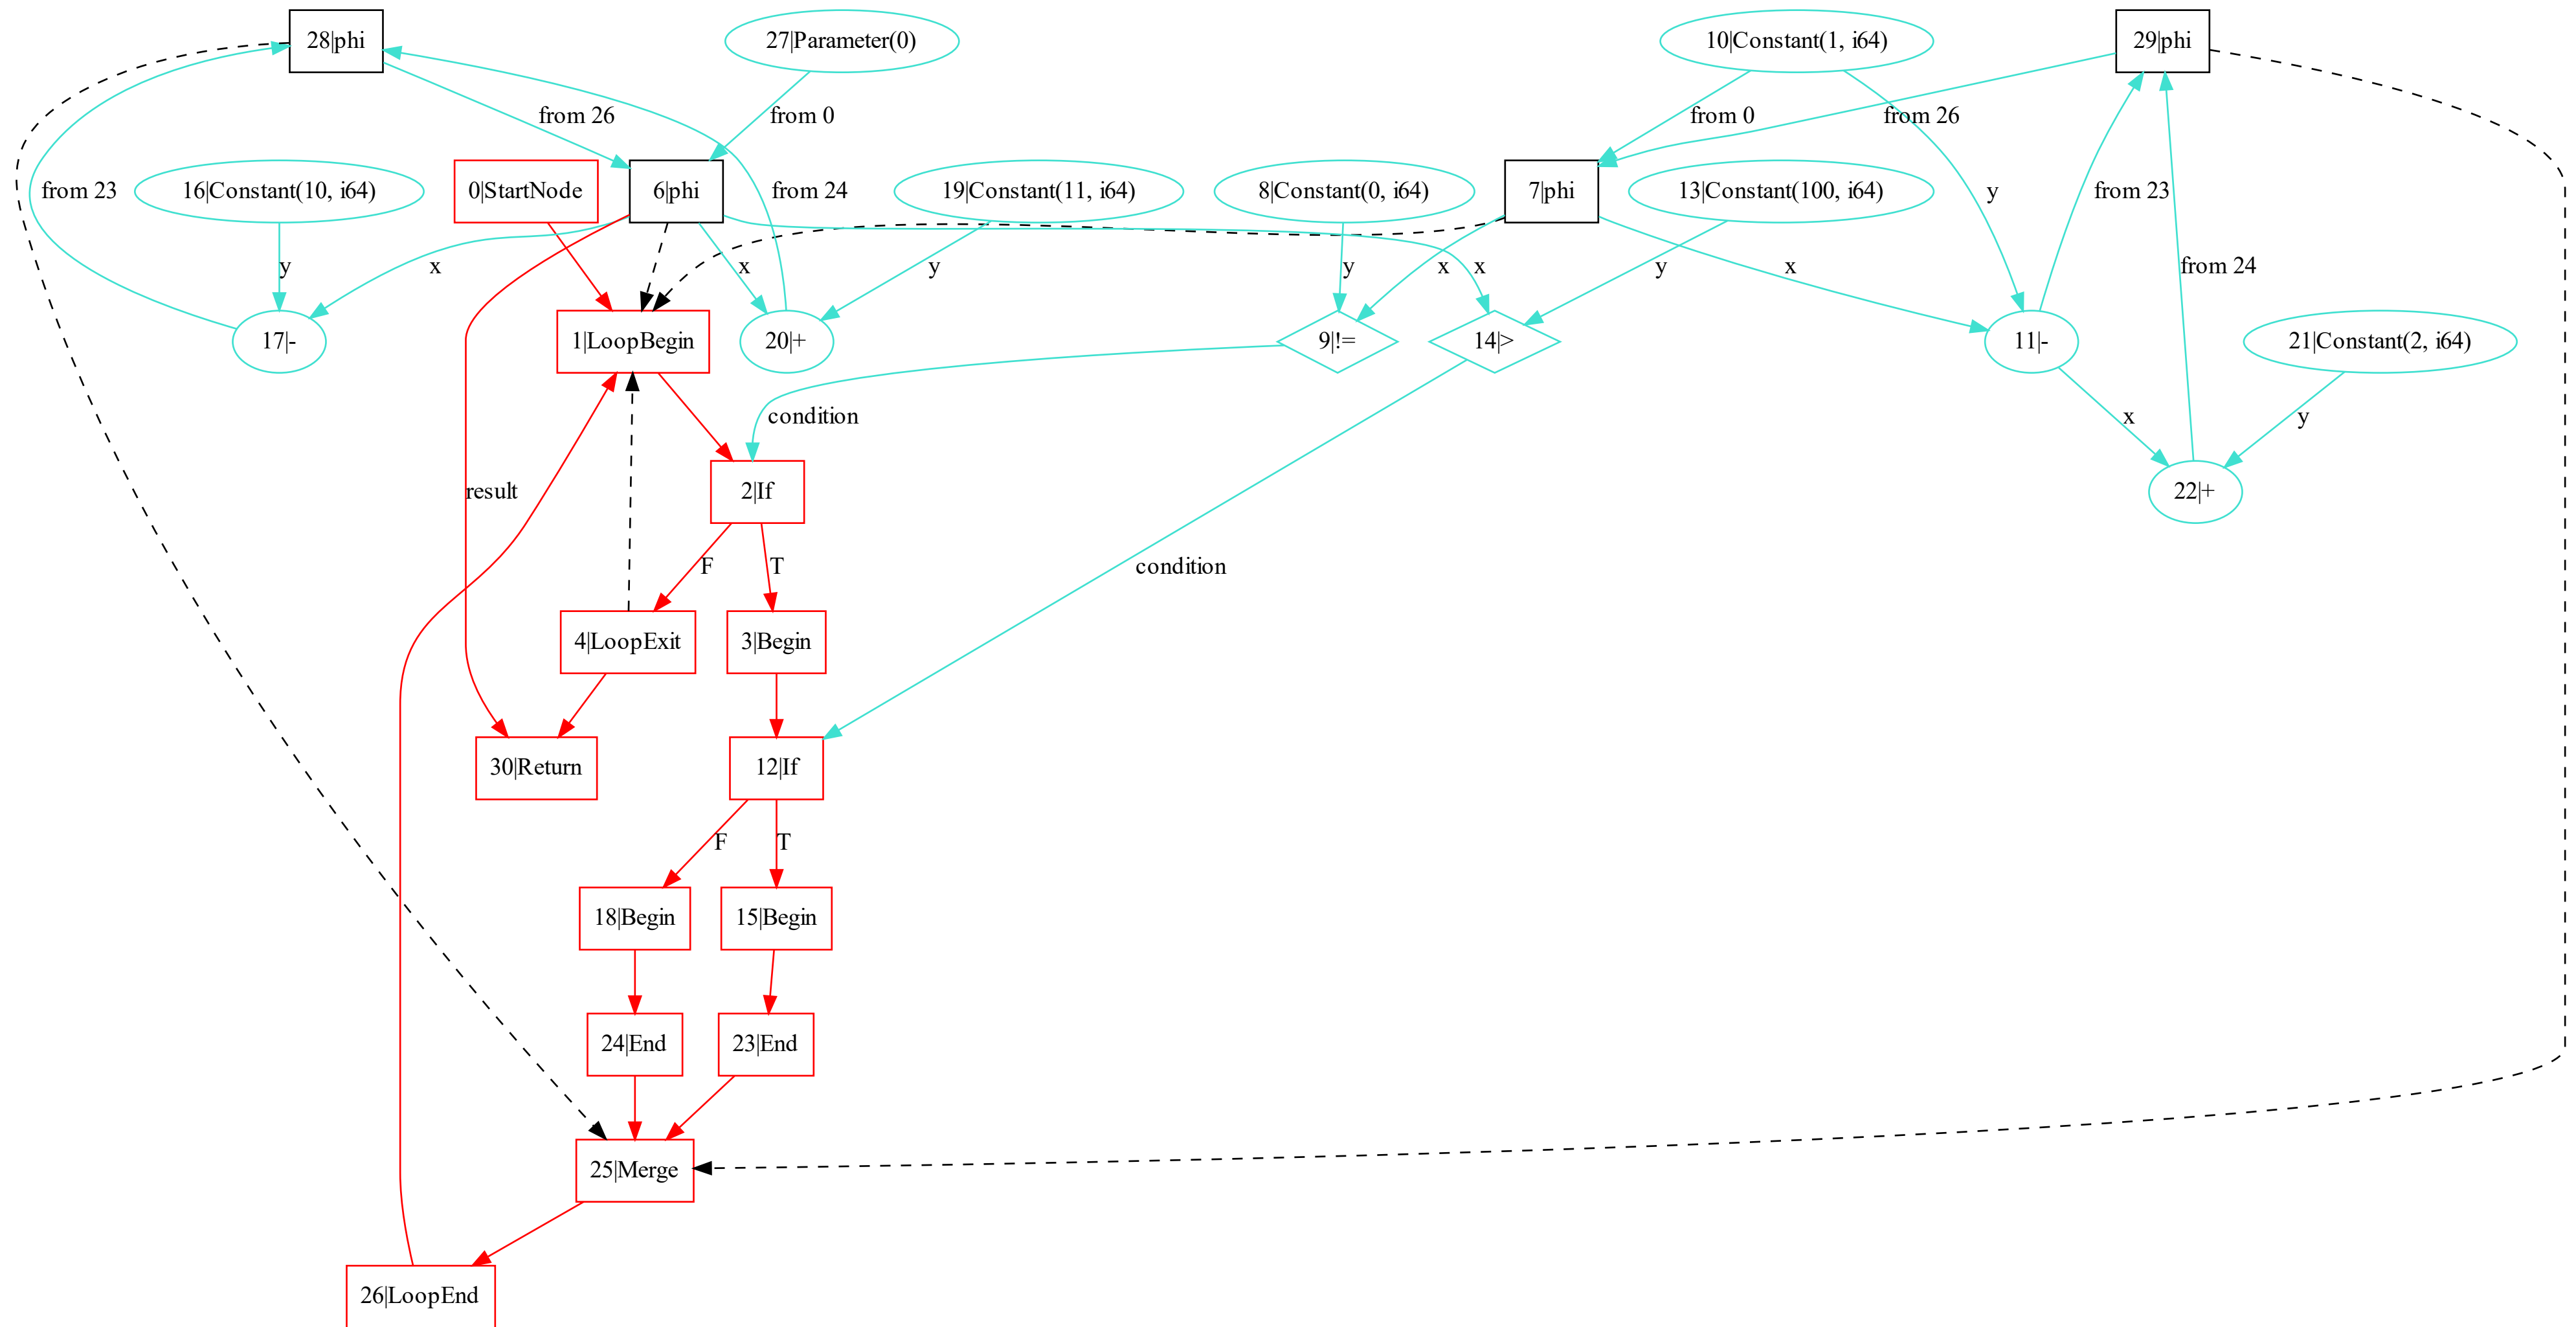 28|phi
27|Parameter(0)
10|Constant(1, i64)
29|phi
from 26
from 0
from 0
from 26
from 23
16|Constant(10, i64)
0|StartNode
6|phi
from 24
19|Constant(11, i64)
8|Constant(0, i64)
7|phi
13|Constant(100, i64)
y
from 23
y
x
x
y
y
x
x
y
x
from 24
17|-
1|LoopBegin
20|+
9|!=
14|>
11|-
21|Constant(2, i64)
condition
x
y
result
2|If
22|+
F
T
condition
4|LoopExit
3|Begin
30|Return
12|If
F
T
18|Begin
15|Begin
24|End
23|End
25|Merge
26|LoopEnd